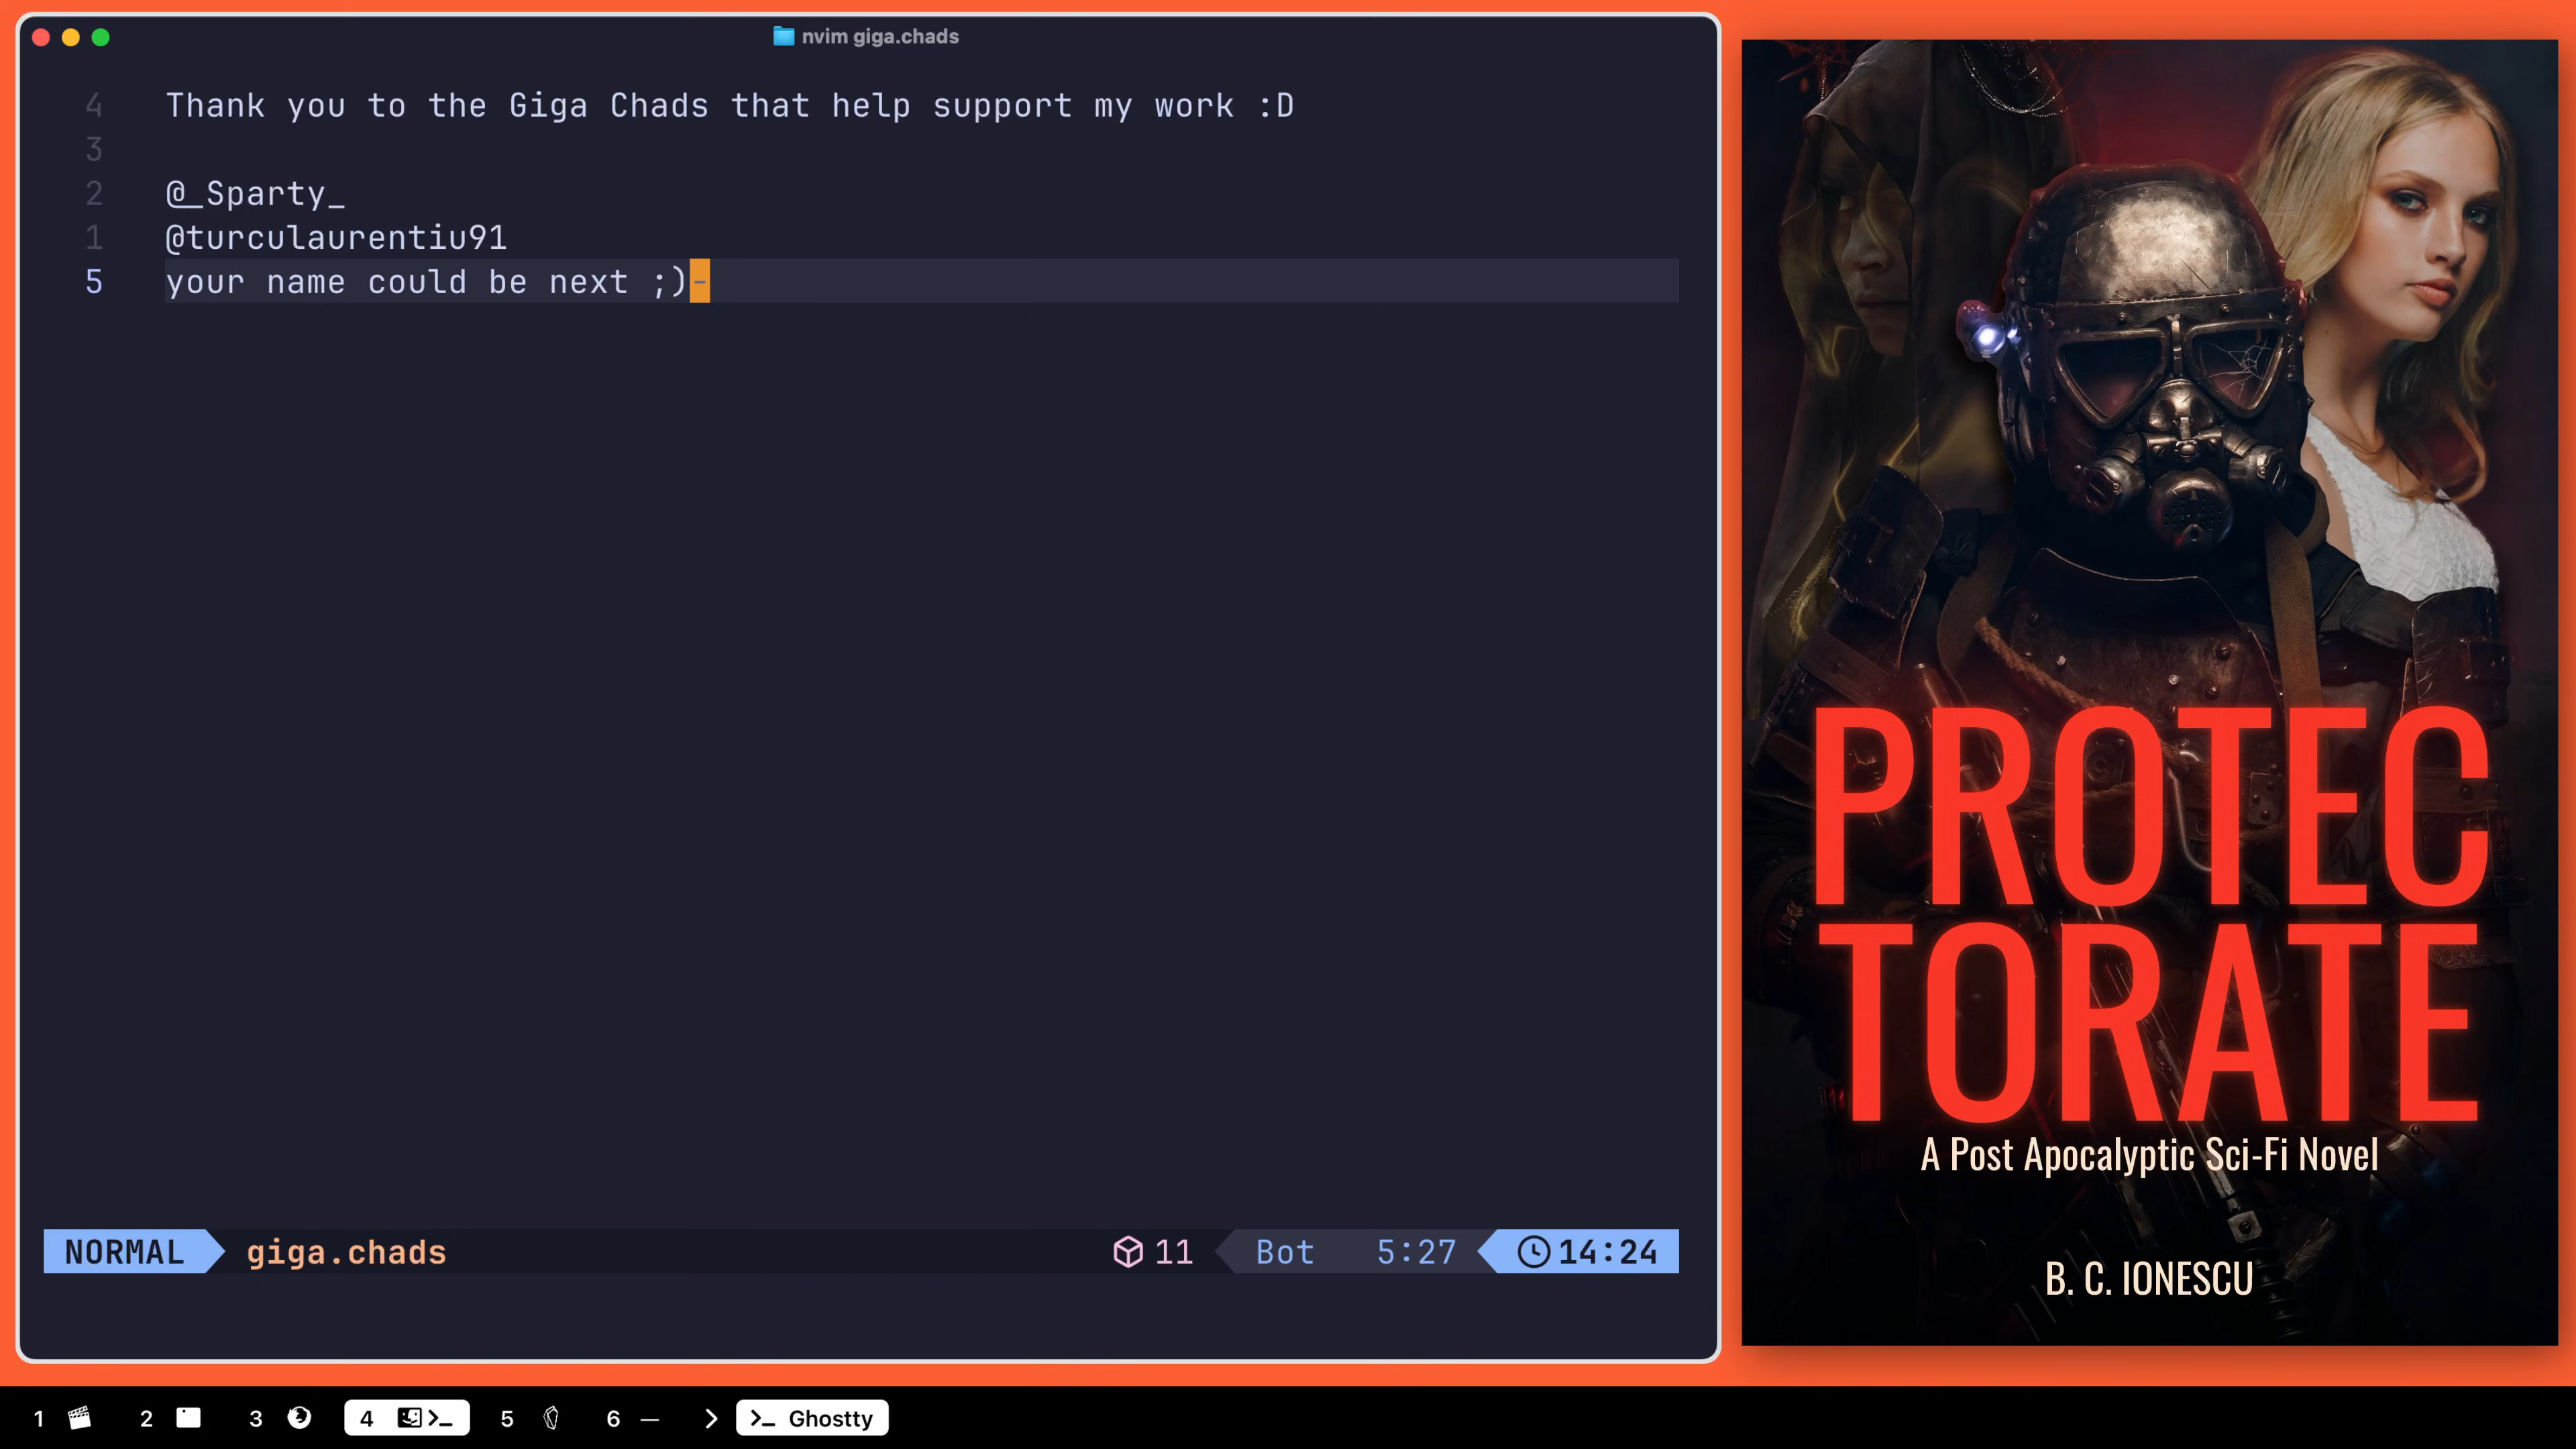 nvim giga.chads
4 Thank you to the Giga Chads that help support my work :D
3
2 @_Sparty_
1 @turculaurentiu91
5 your name could be next ;)-
NORMAL giga.chads 11 Bot 5:27 14:24
PROTEC
TORATE
A Post Apocalyptic Sci-Fi Novel
B. C. IONESCU
1 2 3 4 5 6 — Ghostty